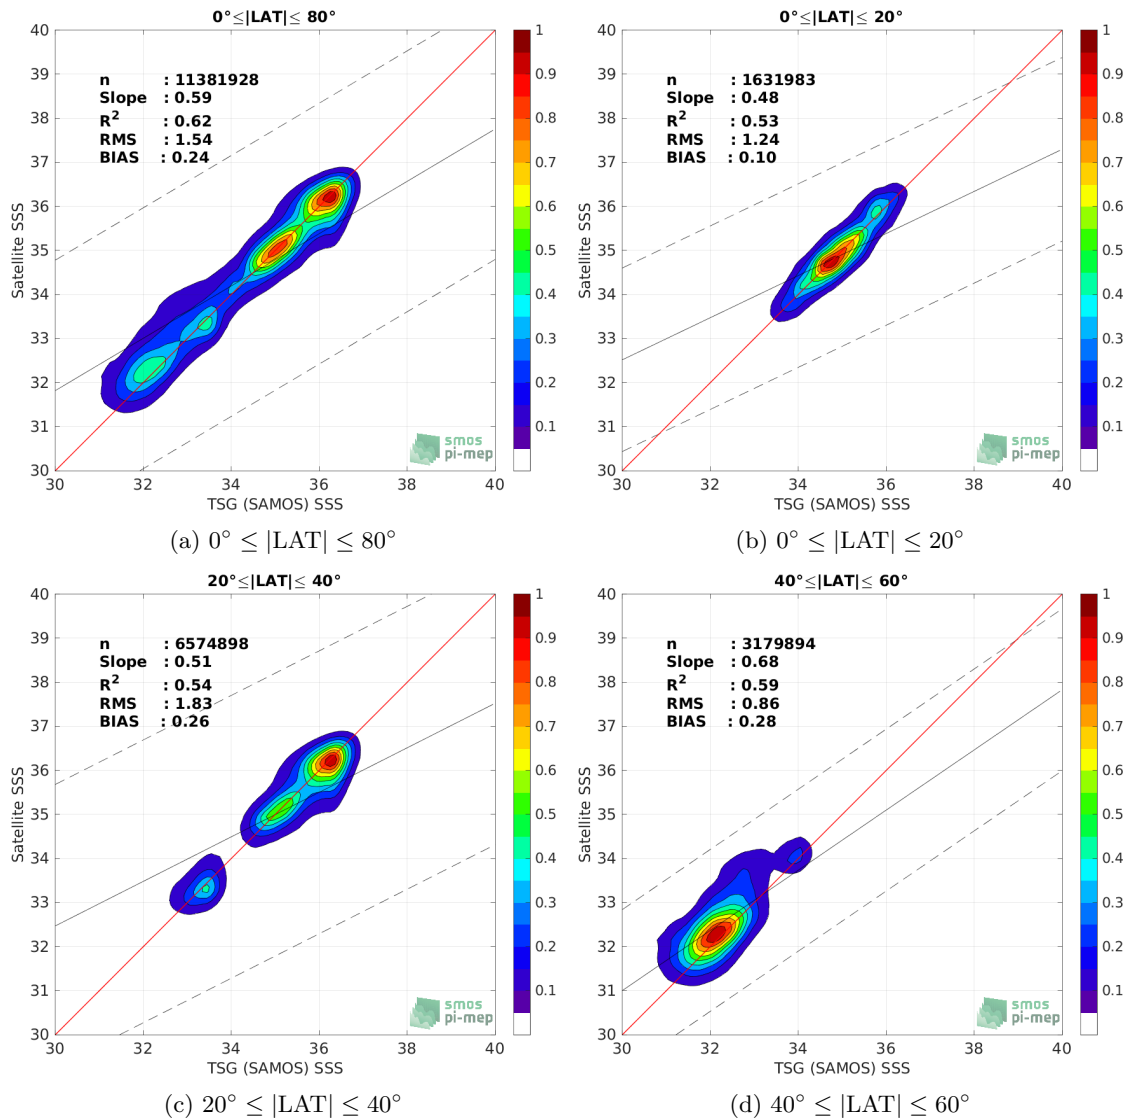 0°≤|LAT|≤ 80°
n : 11381928
Slope : 0.59
R² : 0.62
RMS : 1.54
BIAS : 0.24
Satellite SSS
40
39
38
37
36
35
34
33
32
31
30
30 32 34 36 38 40
TSG (SAMOS) SSS
1
0.9
0.8
0.7
0.6
0.5
0.4
0.3
0.2
0.1
smos
pi-mep
(a) 0° ≤ |LAT| ≤ 80°
0°≤|LAT|≤ 20°
n : 1631983
Slope : 0.48
R² : 0.53
RMS : 1.24
BIAS : 0.10
Satellite SSS
40
39
38
37
36
35
34
33
32
31
30
30 32 34 36 38 40
TSG (SAMOS) SSS
1
0.9
0.8
0.7
0.6
0.5
0.4
0.3
0.2
0.1
smos
pi-mep
(b) 0° ≤ |LAT| ≤ 20°
20°≤|LAT|≤ 40°
n : 6574898
Slope : 0.51
R² : 0.54
RMS : 1.83
BIAS : 0.26
Satellite SSS
40
39
38
37
36
35
34
33
32
31
30
30 32 34 36 38 40
TSG (SAMOS) SSS
1
0.9
0.8
0.7
0.6
0.5
0.4
0.3
0.2
0.1
smos
pi-mep
(c) 20° ≤ |LAT| ≤ 40°
40°≤|LAT|≤ 60°
n : 3179894
Slope : 0.68
R² : 0.59
RMS : 0.86
BIAS : 0.28
Satellite SSS
40
39
38
37
36
35
34
33
32
31
30
30 32 34 36 38 40
TSG (SAMOS) SSS
1
0.9
0.8
0.7
0.6
0.5
0.4
0.3
0.2
0.1
smos
pi-mep
(d) 40° ≤ |LAT| ≤ 60°